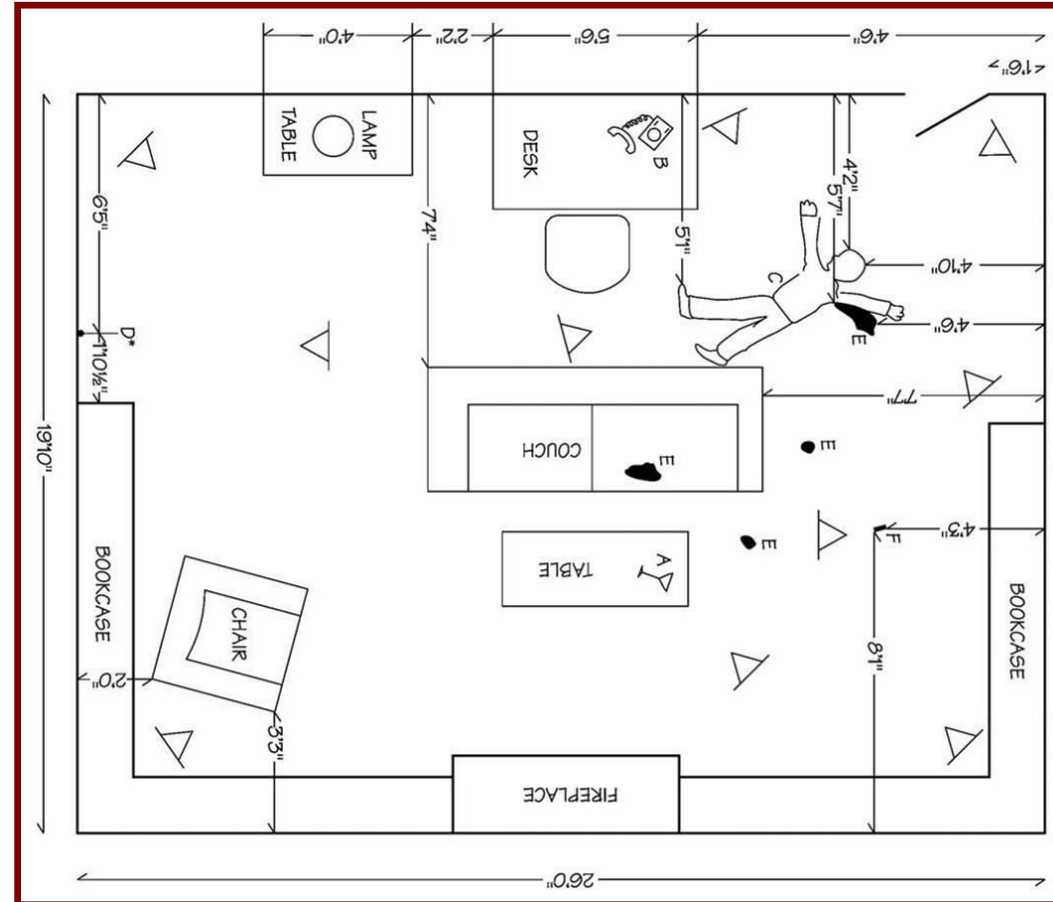 4'0"
2'2"
5'6"
4'6"
1'6"
LAMP
TABLE
DESK
B
4'2"
5'7"
6'5"
7'4"
5'1"
C
4'10"
E
4'6"
D*
1'10½"
7'7"
19'10"
COUCH
E
E
4'3"
F
E
TABLE
A
BOOKCASE
BOOKCASE
CHAIR
8'1"
2'0"
3'3"
FIREPLACE
26'0"